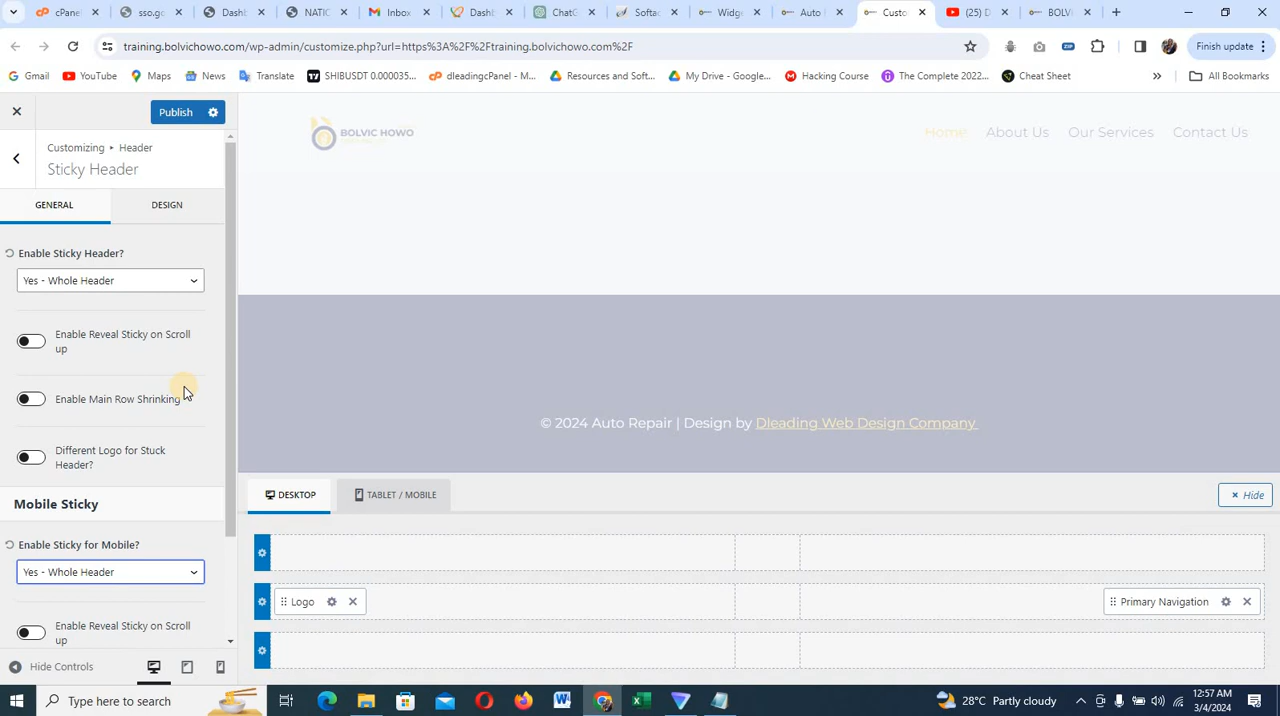 cPanel
sso.g
Dashb
NATIC
Inbox
Dashb
ChatG
Softac
Widge
Auto
Custo
(25) D
BOLVI
training.bolvichowo.com/wp-admin/customize.php?url=https%3A%2F%2Ftraining.bolvichowo.com%2F
Finish update
Gmail
YouTube
Maps
News
Translate
SHIBUSDT 0.000035...
dleadingcPanel - M...
Resources and Soft...
My Drive - Google...
Hacking Course
The Complete 2022...
Cheat Sheet
All Bookmarks
Publish
Customizing ▸ Header
Sticky Header
GENERAL
DESIGN
Enable Sticky Header?
Yes - Whole Header
Enable Reveal Sticky on Scroll
up
Enable Main Row Shrinking
Different Logo for Stuck
Header?
Mobile Sticky
Enable Sticky for Mobile?
Yes - Whole Header
Enable Reveal Sticky on Scroll
up
Hide Controls
BOLVIC HOWO
Home
About Us
Our Services
Contact Us
© 2024 Auto Repair | Design by Dleading Web Design Company
DESKTOP
TABLET / MOBILE
× Hide
Logo
Primary Navigation
Type here to search
28°C Partly cloudy
12:57 AM
3/4/2024